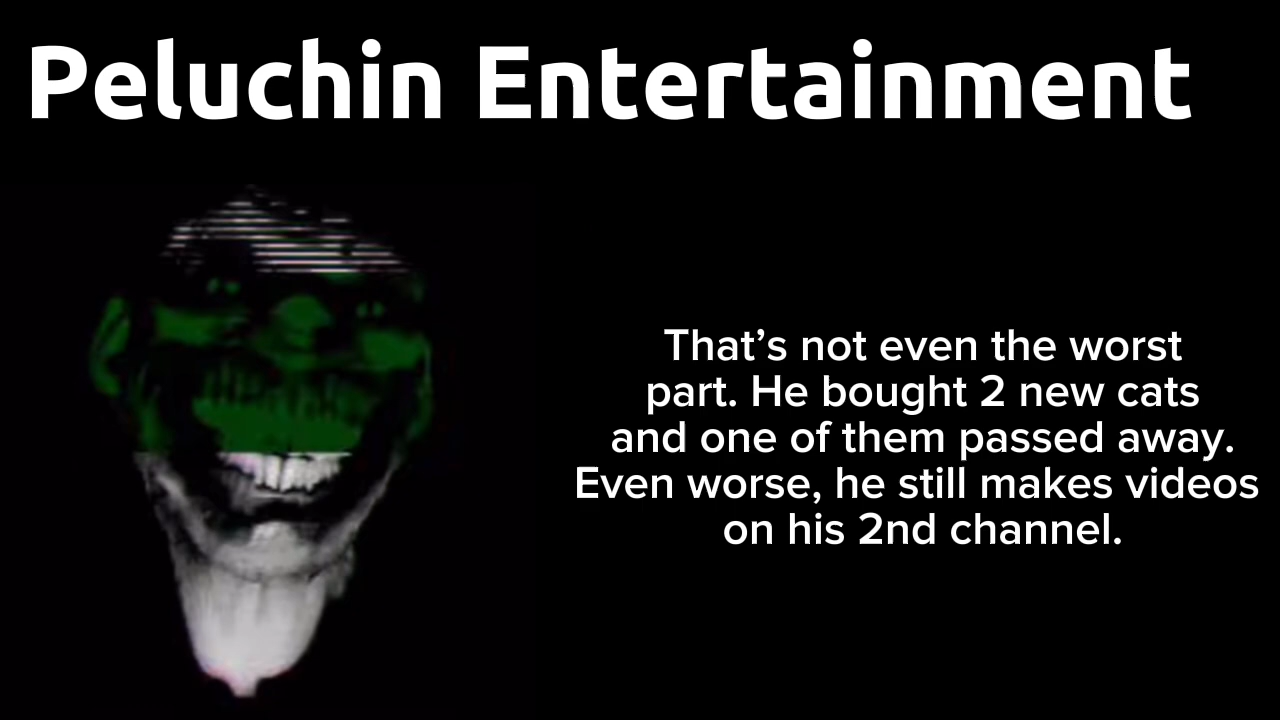 Peluchin Entertainment
That’s not even the worst
part. He bought 2 new cats
and one of them passed away.
Even worse, he still makes videos
on his 2nd channel.